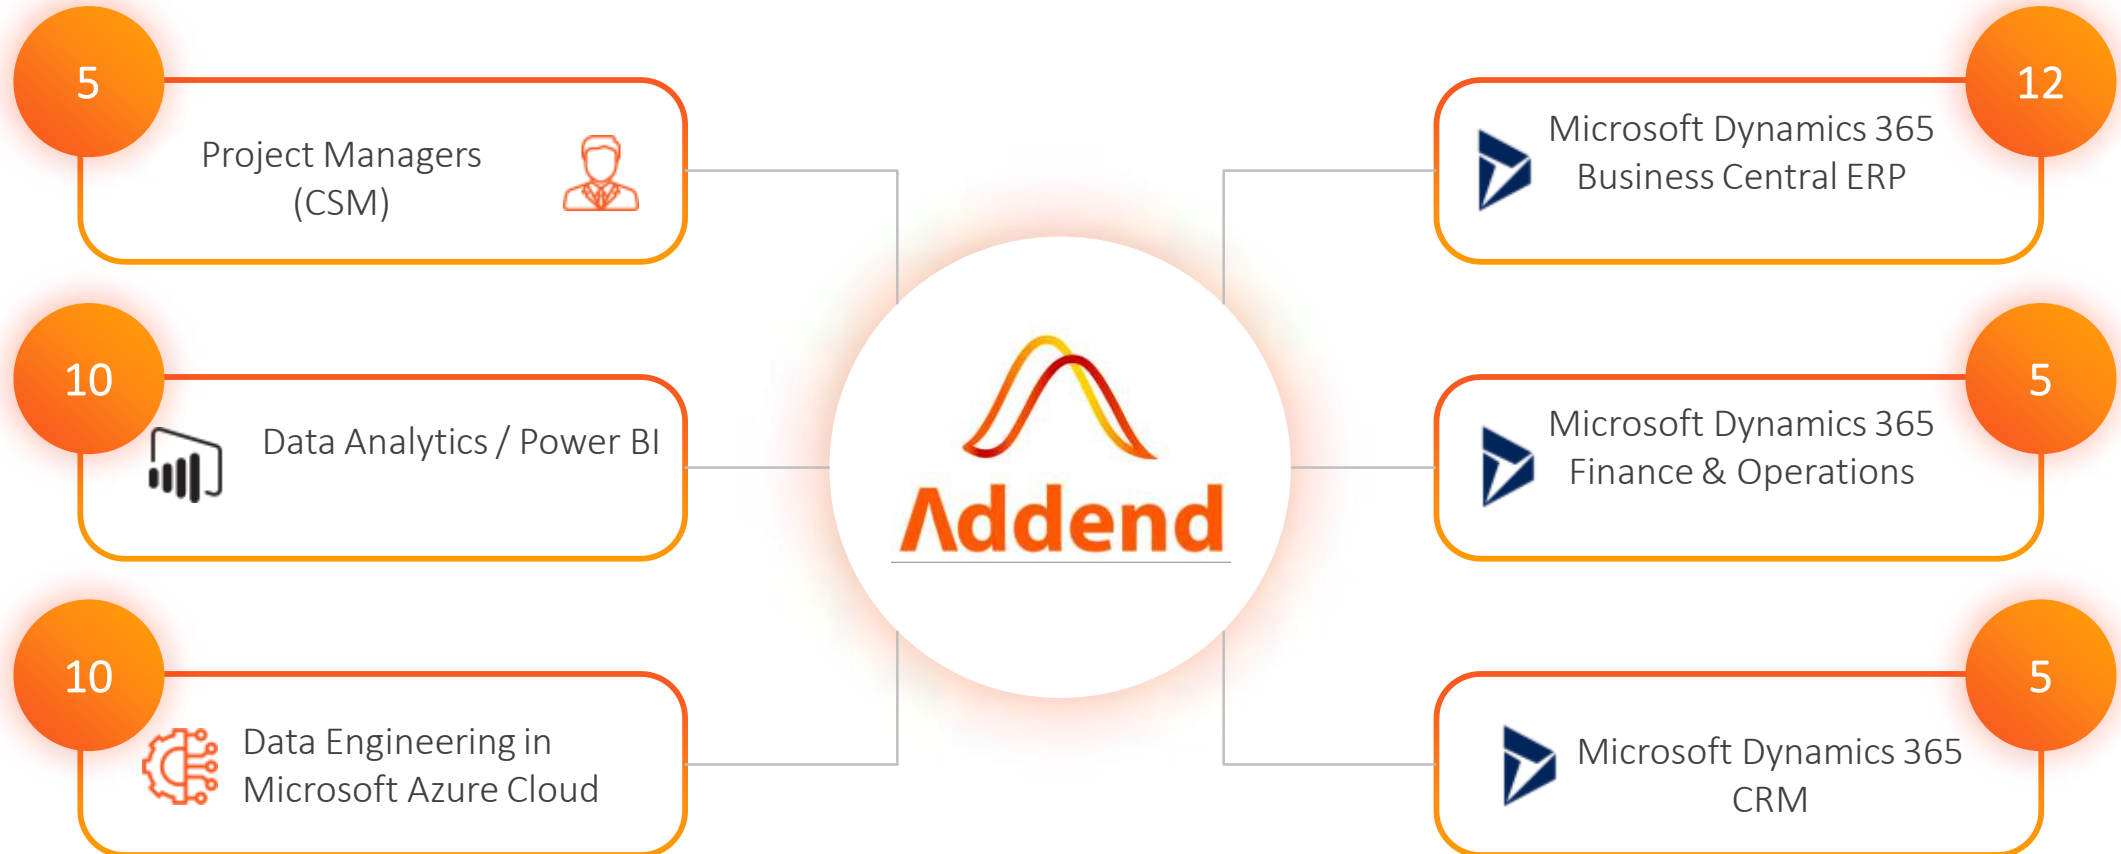 5
Project Managers
(CSM)
10
Data Analytics / Power BI
10
Data Engineering in
Microsoft Azure Cloud
Addend
12
Microsoft Dynamics 365
Business Central ERP
5
Microsoft Dynamics 365
Finance & Operations
5
Microsoft Dynamics 365
CRM